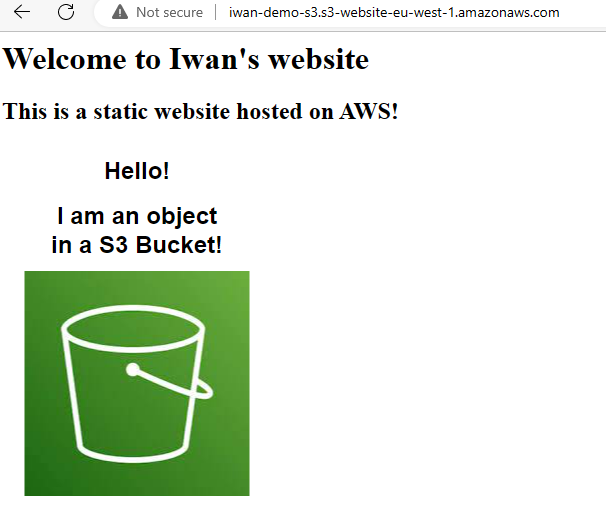 Not secure
iwan-demo-s3.s3-website-eu-west-1.amazonaws.com
Welcome to Iwan's website
This is a static website hosted on AWS!
Hello!
I am an object
in a S3 Bucket!